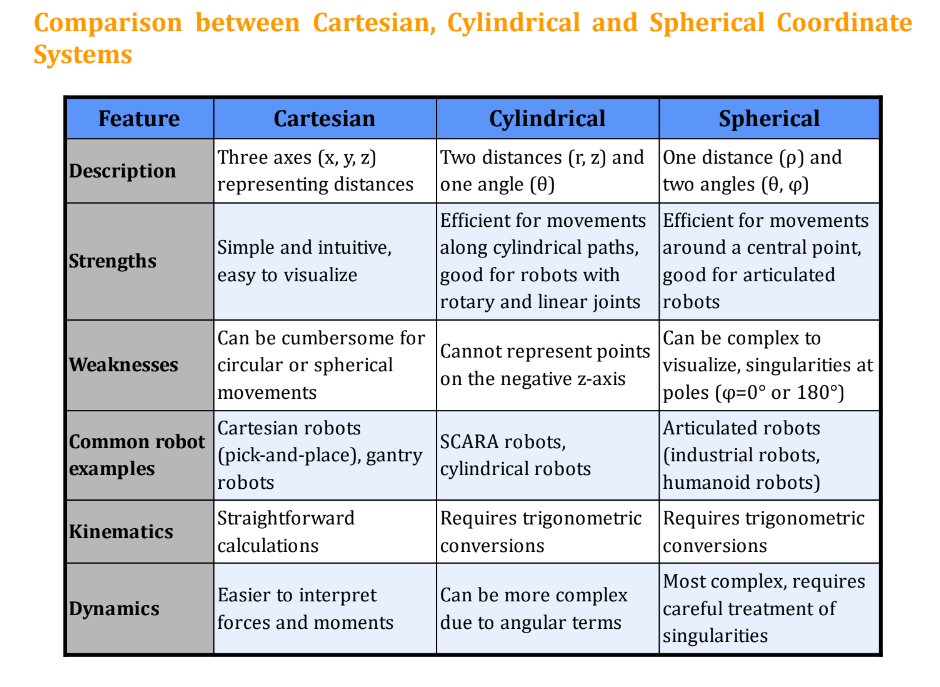 Comparison between Cartesian, Cylindrical and Spherical Coordinate
Systems
Feature
Cartesian
Cylindrical
Spherical
Description
Three axes (x, y, z)
representing distances
Two distances (r, z) and
one angle (θ)
One distance (ρ) and
two angles (θ, φ)
Strengths
Simple and intuitive,
easy to visualize
Efficient for movements
along cylindrical paths,
good for robots with
rotary and linear joints
Efficient for movements
around a central point,
good for articulated
robots
Weaknesses
Can be cumbersome for
circular or spherical
movements
Cannot represent points
on the negative z-axis
Can be complex to
visualize, singularities at
poles (φ=0° or 180°)
Common robot
examples
Cartesian robots
(pick-and-place), gantry
robots
SCARA robots,
cylindrical robots
Articulated robots
(industrial robots,
humanoid robots)
Kinematics
Straightforward
calculations
Requires trigonometric
conversions
Requires trigonometric
conversions
Dynamics
Easier to interpret
forces and moments
Can be more complex
due to angular terms
Most complex, requires
careful treatment of
singularities